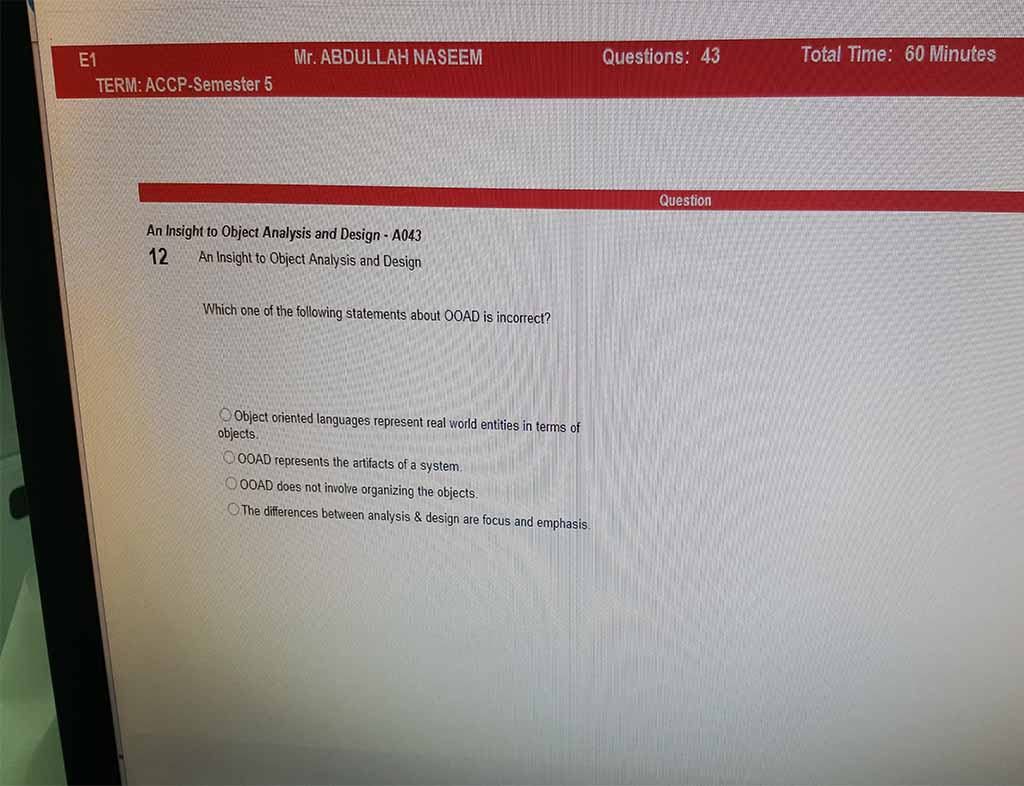 E1 Mr. ABDULLAH NASEEM Questions: 43 Total Time: 60 Minutes
TERM: ACCP-Semester 5
Question
An Insight to Object Analysis and Design - A043
12 An Insight to Object Analysis and Design
Which one of the following statements about OOAD is incorrect?
Object oriented languages represent real world entities in terms of
objects.
OOAD represents the artifacts of a system.
OOAD does not involve organizing the objects.
The differences between analysis & design are focus and emphasis.